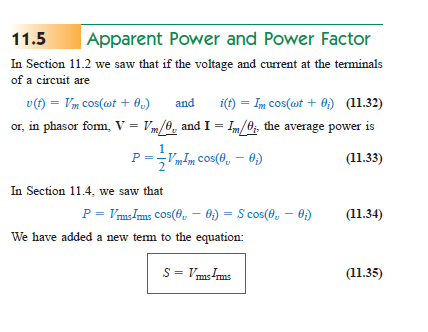 11.5 Apparent Power and Power Factor
In Section 11.2 we saw that if the voltage and current at the terminals
of a circuit are
v(t) = Vm cos(ωt + θv) and i(t) = Im cos(ωt + θi) (11.32)
or, in phasor form, V = Vm/θv and I = Im/θi, the average power is
P = 1/2 VmIm cos(θv − θi) (11.33)
In Section 11.4, we saw that
P = VrmsIrms cos(θv − θi) = S cos(θv − θi) (11.34)
We have added a new term to the equation:
S = VrmsIrms (11.35)